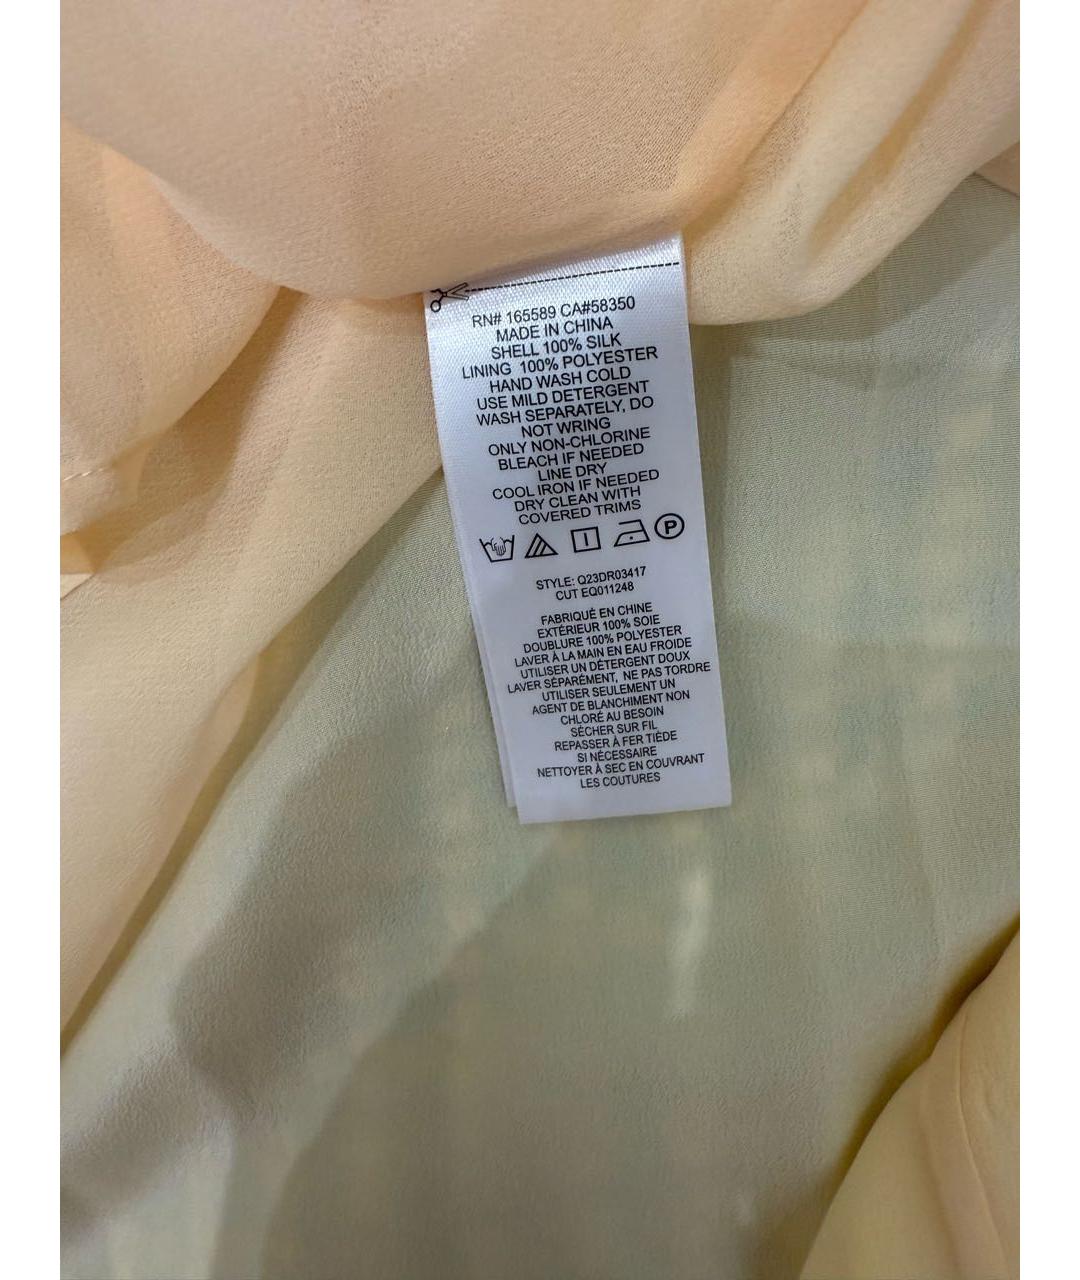 RN# 165589 CA#58350
MADE IN CHINA
SHELL 100% SILK
LINING 100% POLYESTER
HAND WASH COLD
USE MILD DETERGENT
WASH SEPARATELY, DO
NOT WRING
ONLY NON-CHLORINE
BLEACH IF NEEDED
LINE DRY
COOL IRON IF NEEDED
DRY CLEAN WITH
COVERED TRIMS
P
STYLE: Q23DR03417
CUT EQ011248
FABRIQUÉ EN CHINE
EXTÉRIEUR 100% SOIE
DOUBLURE 100% POLYESTER
LAVER À LA MAIN EN EAU FROIDE
UTILISER UN DÉTERGENT DOUX
LAVER SÉPARÉMENT, NE PAS TORDRE
UTILISER SEULEMENT UN
AGENT DE BLANCHIMENT NON
CHLORÉ AU BESOIN
SÉCHER SUR FIL
REPASSER À FER TIÈDE
SI NÉCESSAIRE
NETTOYER À SEC EN COUVRANT
LES COUTURES